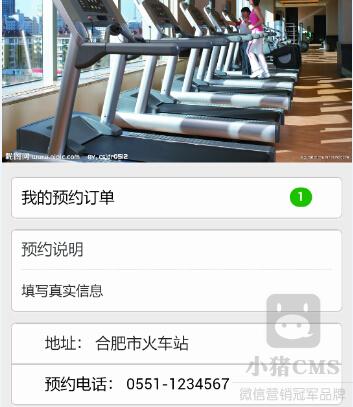 昵图网 www.nipic.com
我的预约订单 1
预约说明
填写真实信息
地址： 合肥市火车站
预约电话： 0551-1234567
小猪CMS
微信营销冠军品牌